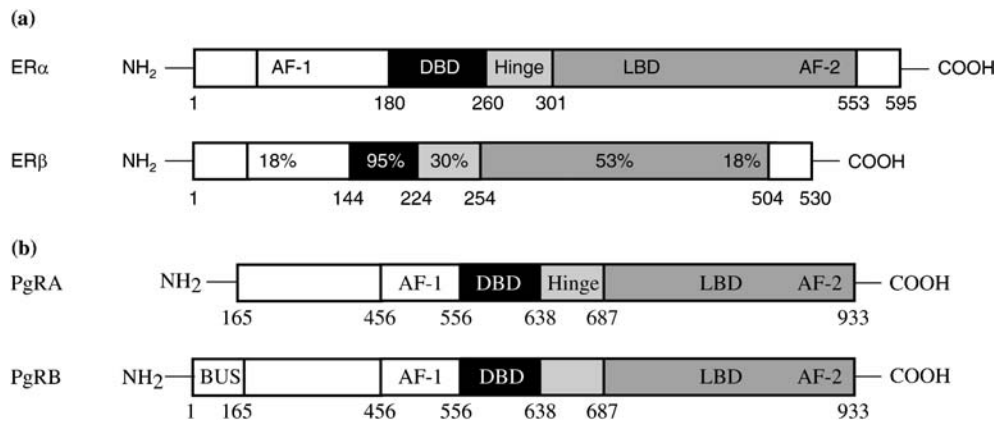 (a)
ERα NH2 AF-1 DBD Hinge LBD AF-2 COOH
1 180 260 301 553 595
ERβ NH2 18% 95% 30% 53% 18% COOH
1 144 224 254 504 530
(b)
PgRA NH2 AF-1 DBD Hinge LBD AF-2 COOH
165 456 556 638 687 933
PgRB NH2 BUS AF-1 DBD LBD AF-2 COOH
1 165 456 556 638 687 933